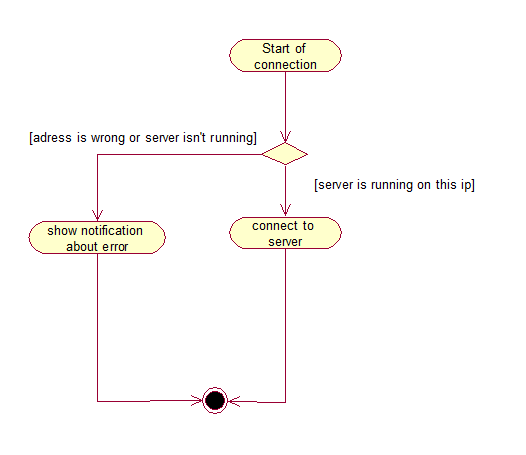 Start of
connection
[adress is wrong or server isn't running]
[server is running on this ip]
show notification
about error
connect to
server